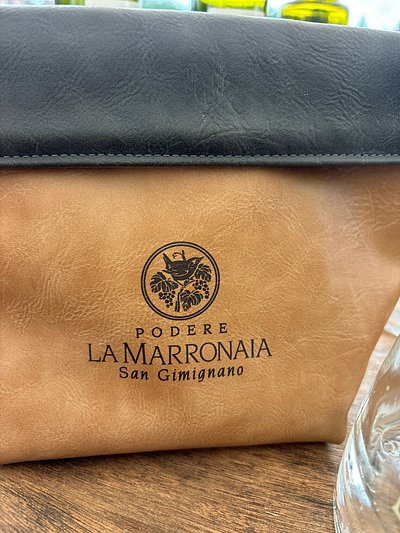 PODERE
LA MARRONAIA
San Gimignano